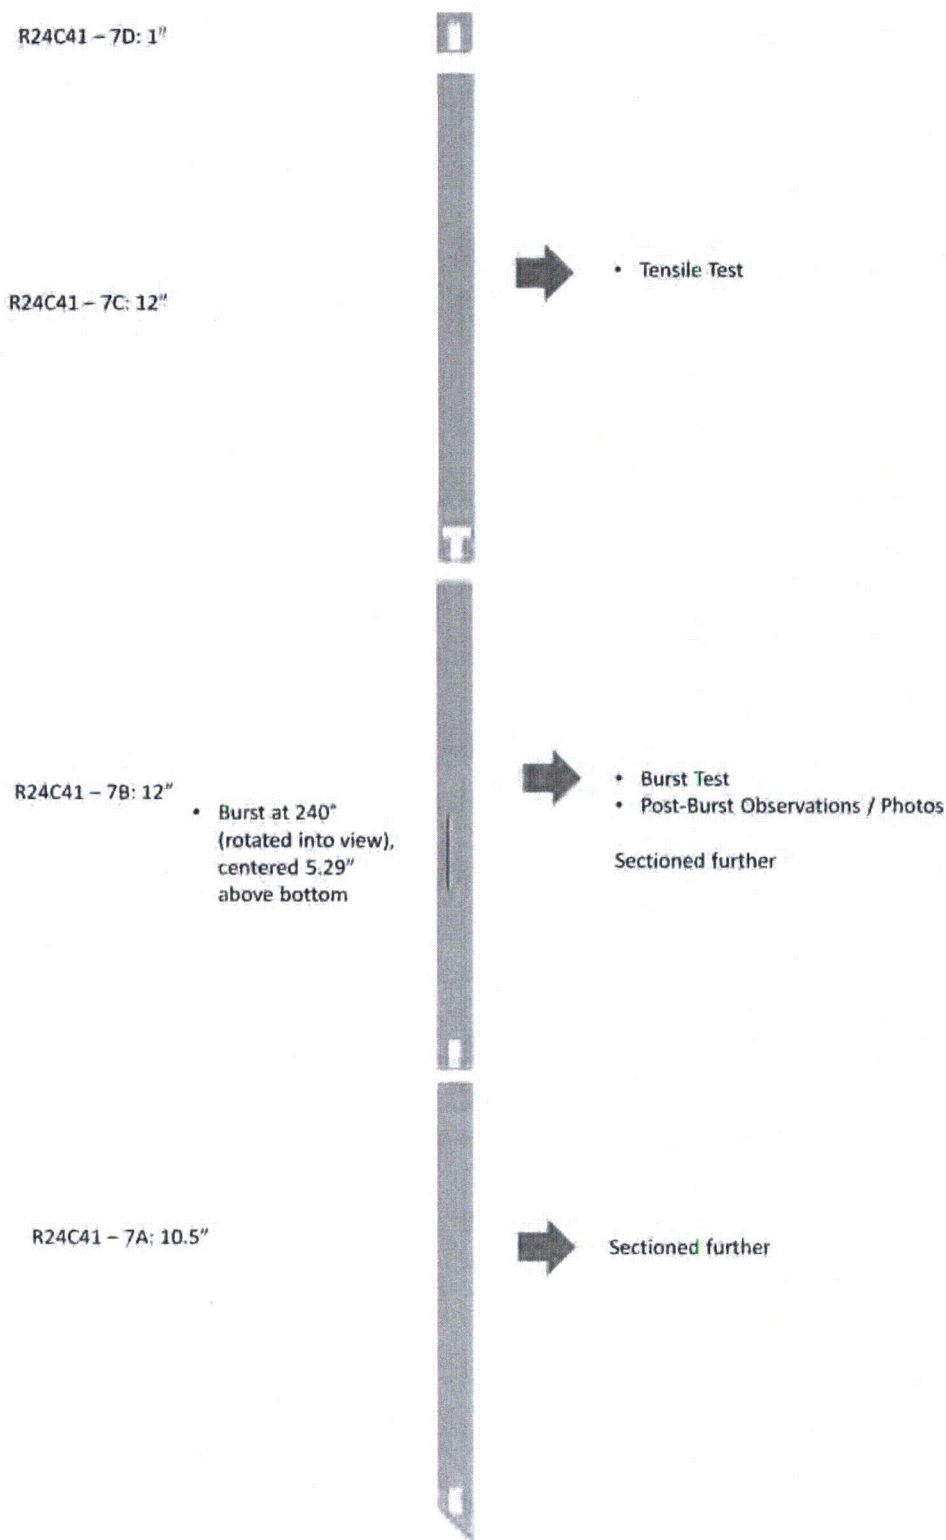 R24C41 – 7D: 1"
• Tensile Test
R24C41 – 7C: 12"
T
R24C41 – 7B: 12"
• Burst at 240°
(rotated into view),
centered 5.29"
above bottom
• Burst Test
• Post-Burst Observations / Photos
Sectioned further
R24C41 – 7A: 10.5"
Sectioned further